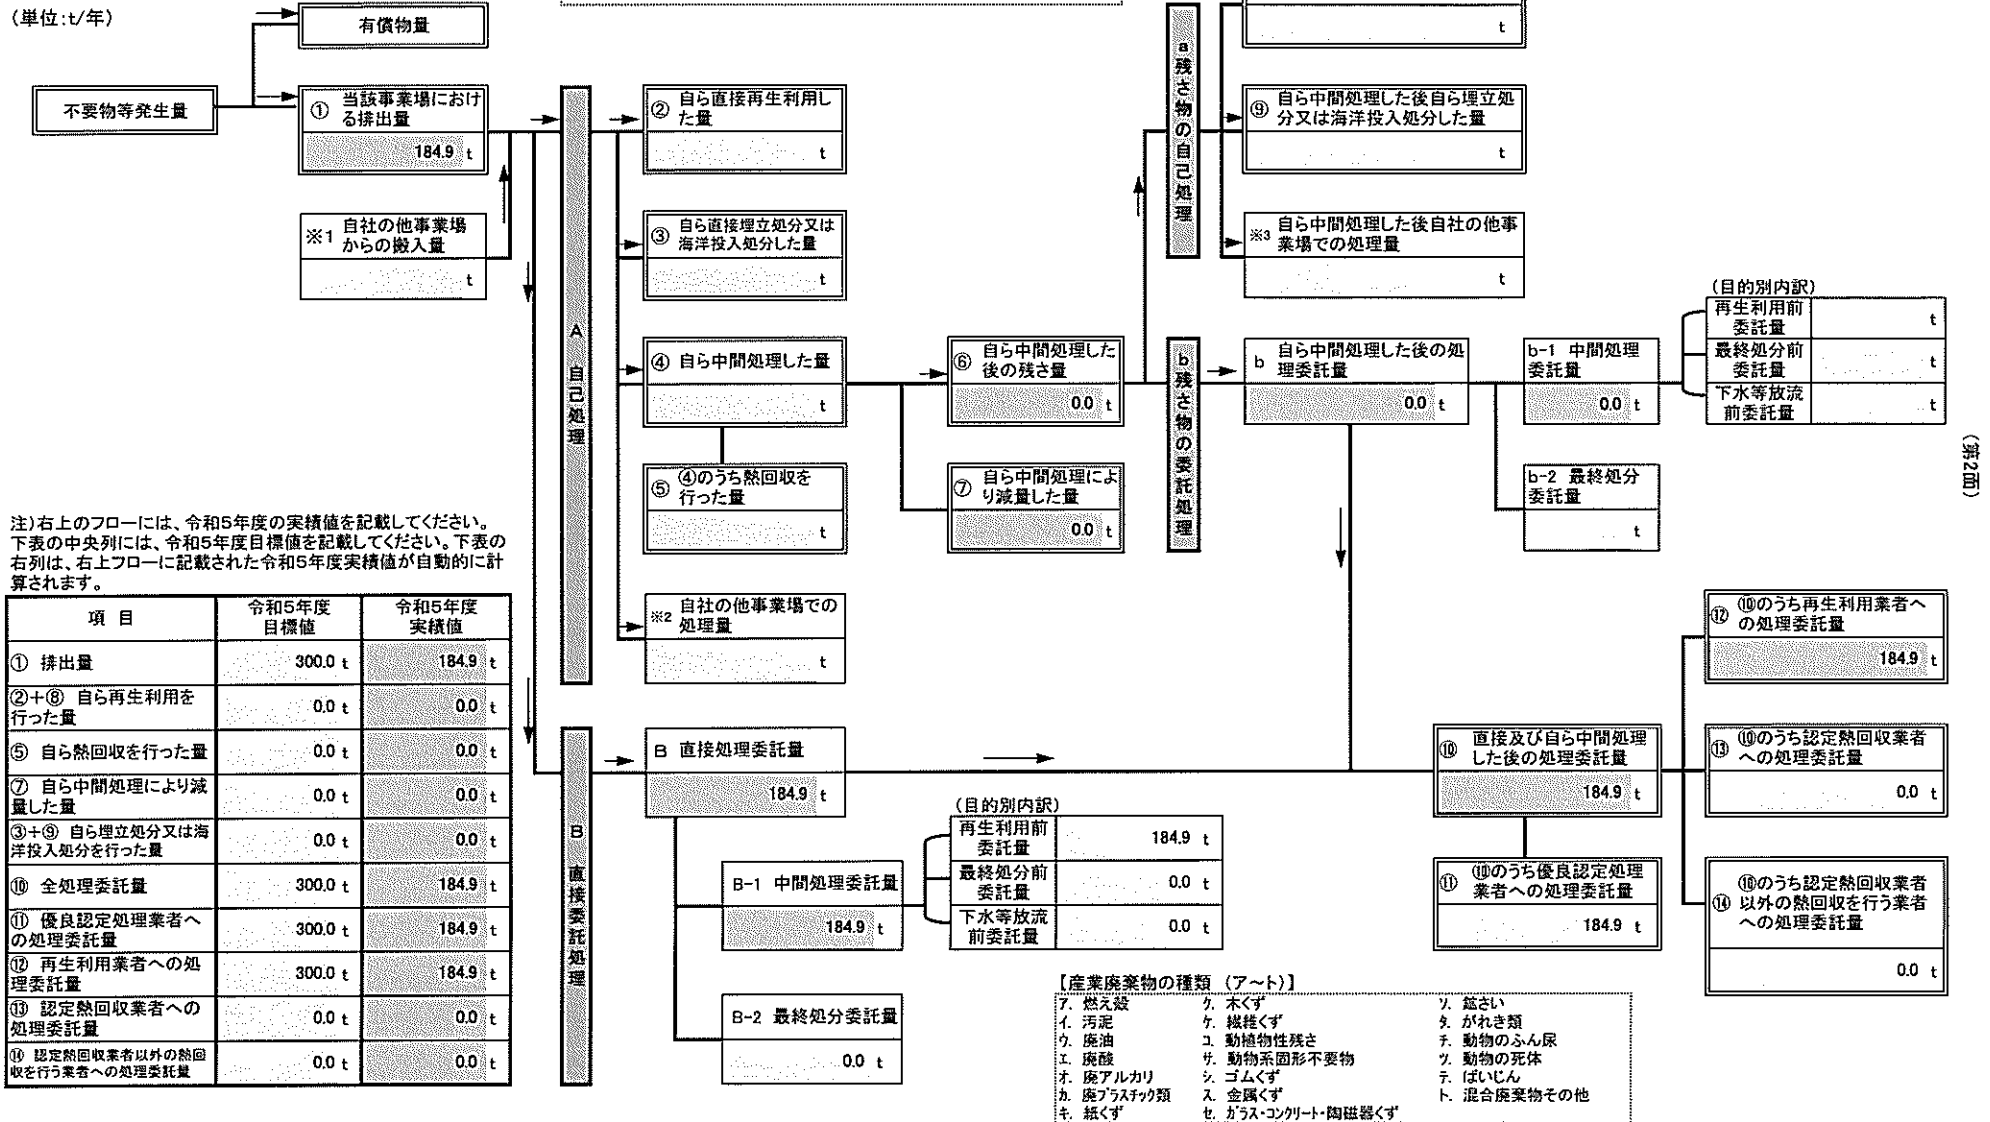 (単位:t/年)
有償物量
不要物等発生量
① 当該事業場におけ
る排出量
184.9 t
※1 自社の他事業場
からの搬入量
t
A 自己処理
② 自ら直接再生利用し
た量
t
③ 自ら直接埋立処分又は
海洋投入処分した量
t
④ 自ら中間処理した量
t
⑤ ④のうち熱回収を
行った量
t
※2 自社の他事業場での
処理量
t
⑥ 自ら中間処理した
後の残さ量
0.0 t
⑦ 自ら中間処理によ
り減量した量
0.0 t
a 残さ物の自己処理
t
⑨ 自ら中間処理した後自ら埋立処
分又は海洋投入処分した量
t
※3 自ら中間処理した後自社の他事
業場での処理量
t
b 残さ物の委託処理
b 自ら中間処理した後の処
理委託量
0.0 t
b-1 中間処理
委託量
0.0 t
b-2 最終処分
委託量
t
(目的別内訳)
再生利用前
委託量
t
最終処分前
委託量
t
下水等放流
前委託量
t
(第2面)
注)右上のフローには、令和5年度の実績値を記載してください。
下表の中央列には、令和5年度目標値を記載してください。下表の
右列は、右上フローに記載された令和5年度実績値が自動的に計
算されます。
項 目 令和5年度 令和5年度
目標値 実績値
① 排出量 300.0 t 184.9 t
②+⑧ 自ら再生利用を
行った量 0.0 t 0.0 t
⑤ 自ら熱回収を行った量 0.0 t 0.0 t
⑦ 自ら中間処理により減
量した量 0.0 t 0.0 t
③+⑨ 自ら埋立処分又は海
洋投入処分を行った量 0.0 t 0.0 t
⑩ 全処理委託量 300.0 t 184.9 t
⑪ 優良認定処理業者へ
の処理委託量 300.0 t 184.9 t
⑫ 再生利用業者への処
理委託量 300.0 t 184.9 t
⑬ 認定熱回収業者への
処理委託量 0.0 t 0.0 t
⑭ 認定熱回収業者以外の熱回
収を行う業者への処理委託量 0.0 t 0.0 t
B 直接委託処理
B 直接処理委託量
184.9 t
B-1 中間処理委託量
184.9 t
B-2 最終処分委託量
0.0 t
(目的別内訳)
再生利用前
委託量
184.9 t
最終処分前
委託量
0.0 t
下水等放流
前委託量
0.0 t
⑩ 直接及び自ら中間処理
した後の処理委託量
184.9 t
⑪ ⑩のうち優良認定処理
業者への処理委託量
184.9 t
⑫ ⑩のうち再生利用業者へ
の処理委託量
184.9 t
⑬ ⑩のうち認定熱回収業者
への処理委託量
0.0 t
⑭ ⑩のうち認定熱回収業者
以外の熱回収を行う業者
への処理委託量
0.0 t
【産業廃棄物の種類 (ア~ト)】
ア. 燃え殻 ク. 木くず ソ. 鉱さい
イ. 汚泥 ケ. 繊維くず タ. がれき類
ウ. 廃油 コ. 動植物性残さ チ. 動物のふん尿
エ. 廃酸 サ. 動物系固形不要物 ツ. 動物の死体
オ. 廃アルカリ シ. ゴムくず テ. ばいじん
カ. 廃プラスチック類 ス. 金属くず ト. 混合廃棄物その他
キ. 紙くず セ. ガラス・コンクリート・陶磁器くず